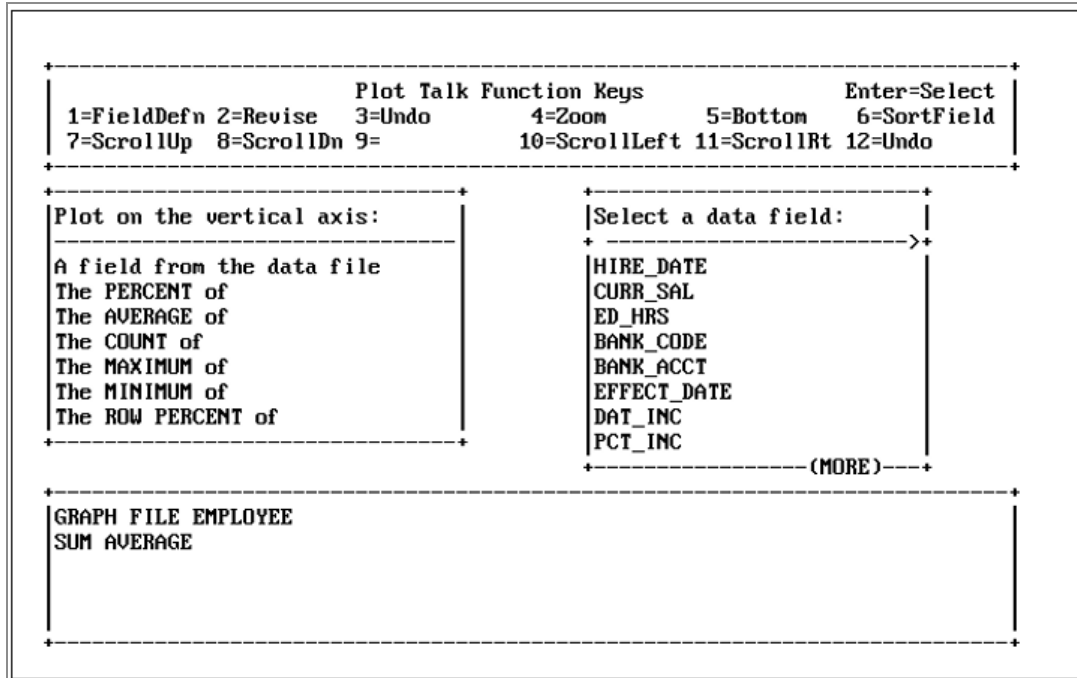 Plot Talk Function Keys Enter=Select
1=FieldDefn 2=Revise 3=Undo 4=Zoom 5=Bottom 6=SortField
7=ScrollUp 8=ScrollDn 9= 10=ScrollLeft 11=ScrollRt 12=Undo
Plot on the vertical axis:
A field from the data file
The PERCENT of
The AVERAGE of
The COUNT of
The MAXIMUM of
The MINIMUM of
The ROW PERCENT of
Select a data field:
HIRE_DATE
CURR_SAL
ED_HRS
BANK_CODE
BANK_ACCT
EFFECT_DATE
DAT_INC
PCT_INC
(MORE)
GRAPH FILE EMPLOYEE
SUM AVERAGE